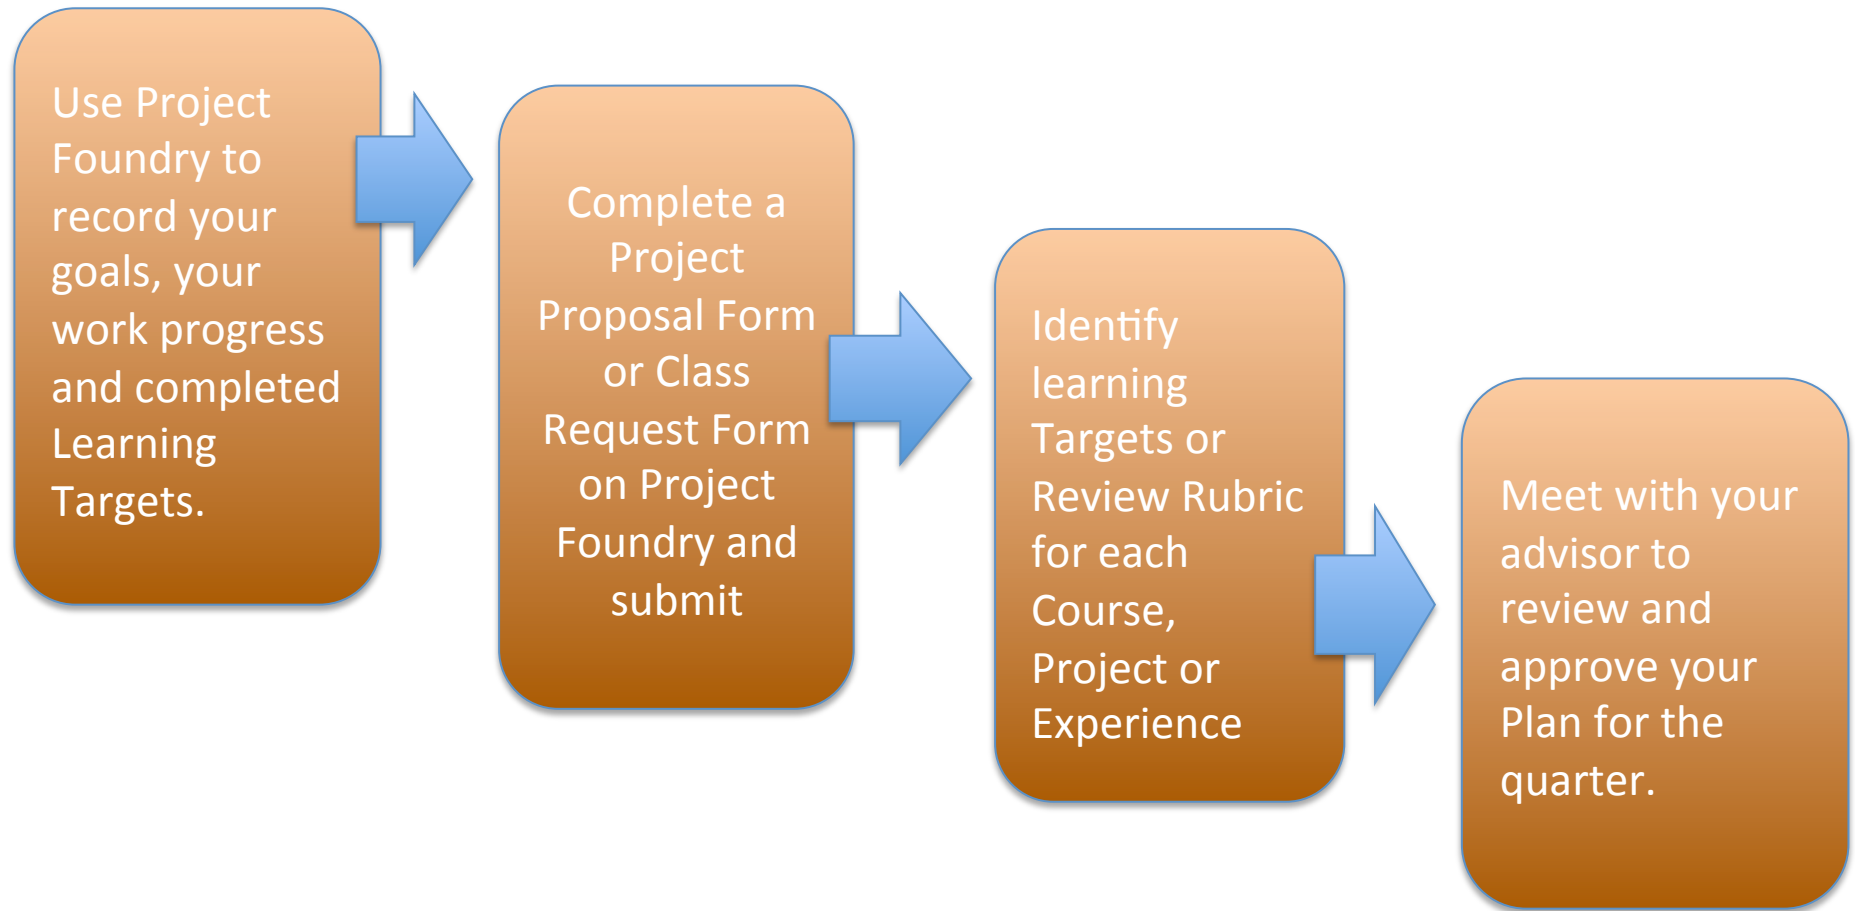 Use Project
Foundry to
record your
goals, your
work progress
and completed
Learning
Targets.
Complete a
Project
Proposal Form
or Class
Request Form
on Project
Foundry and
submit
Identify
learning
Targets or
Review Rubric
for each
Course,
Project or
Experience
Meet with your
advisor to
review and
approve your
Plan for the
quarter.